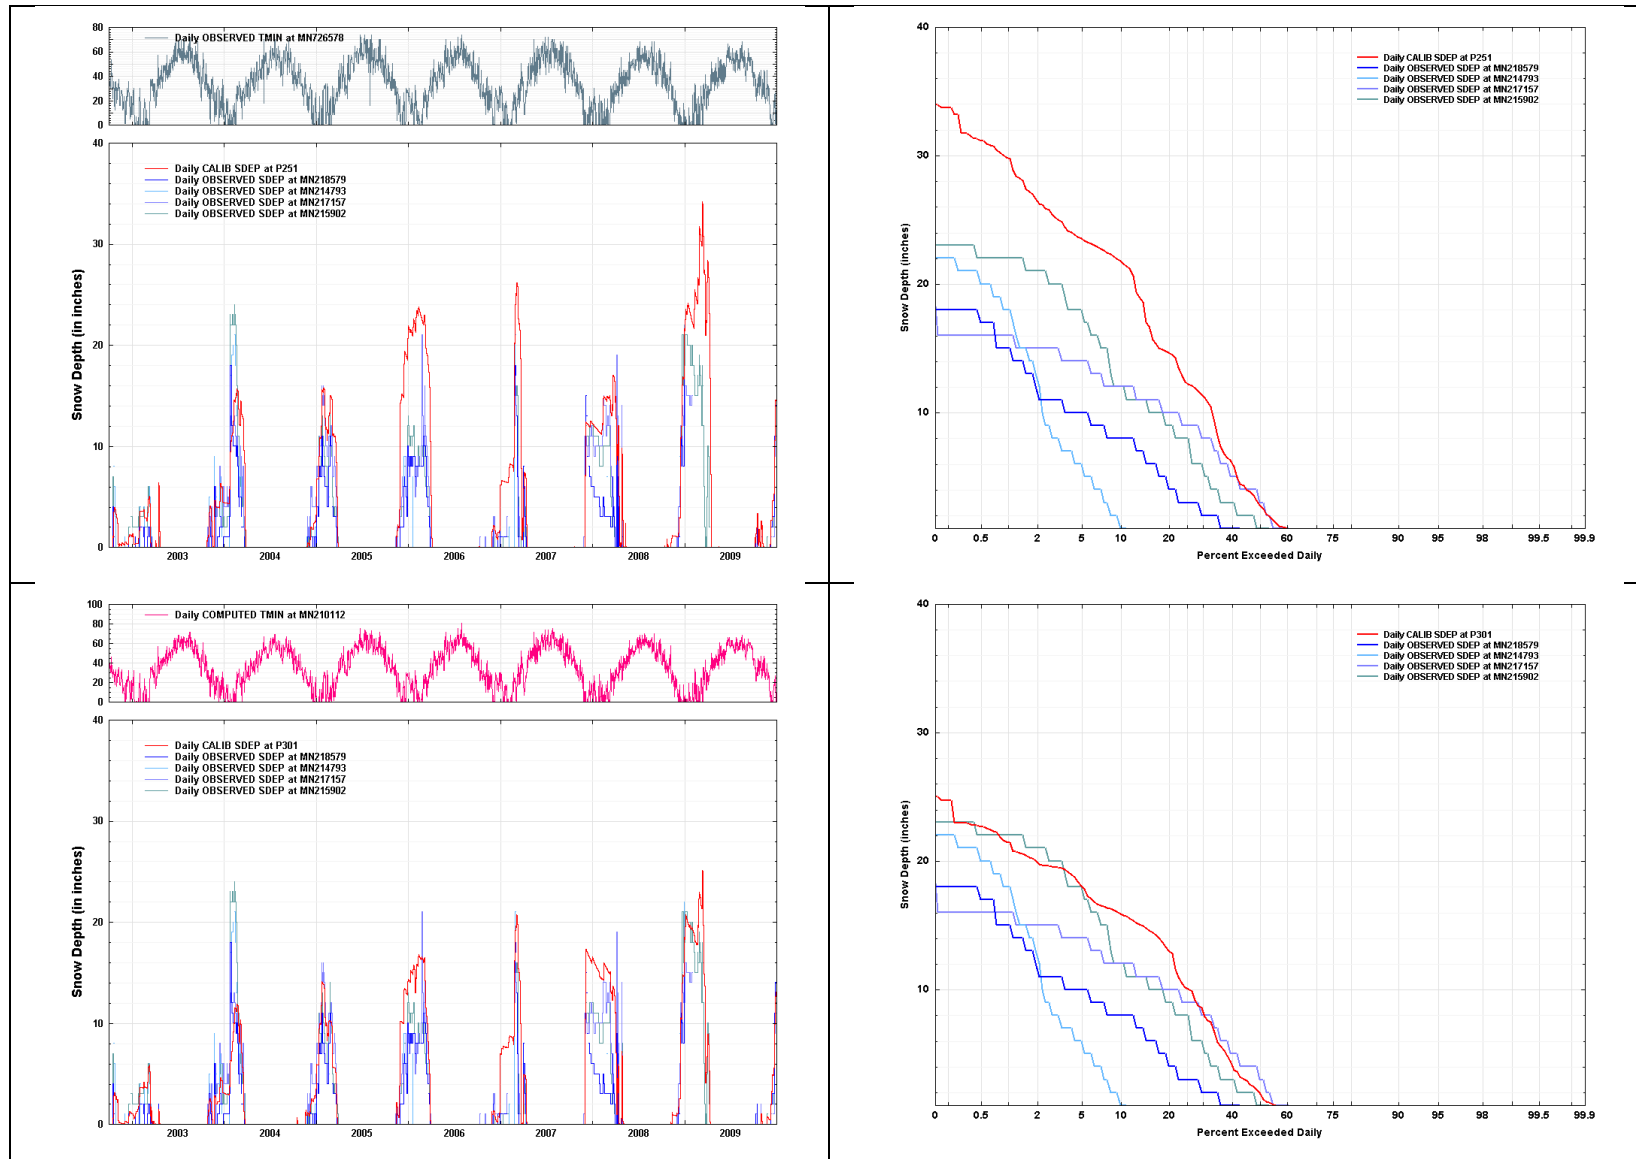 80
60
40
20
0
Daily OBSERVED TMIN at MN726578
40
30
20
10
0
Snow Depth (in inches)
Daily CALIB SDEP at P251
Daily OBSERVED SDEP at MN218579
Daily OBSERVED SDEP at MN214793
Daily OBSERVED SDEP at MN217157
Daily OBSERVED SDEP at MN215902
2003 2004 2005 2006 2007 2008 2009
40
30
20
10
Snow Depth (inches)
Daily CALIB SDEP at P251
Daily OBSERVED SDEP at MN218579
Daily OBSERVED SDEP at MN214793
Daily OBSERVED SDEP at MN217157
Daily OBSERVED SDEP at MN215902
0 0.5 2 5 10 20 40 60 75 90 95 98 99.5 99.9
Percent Exceeded Daily
100
80
60
40
20
0
Daily COMPUTED TMIN at MN210112
40
30
20
10
0
Snow Depth (in inches)
Daily CALIB SDEP at P301
Daily OBSERVED SDEP at MN218579
Daily OBSERVED SDEP at MN214793
Daily OBSERVED SDEP at MN217157
Daily OBSERVED SDEP at MN215902
2003 2004 2005 2006 2007 2008 2009
40
30
20
10
Snow Depth (inches)
Daily CALIB SDEP at P301
Daily OBSERVED SDEP at MN218579
Daily OBSERVED SDEP at MN214793
Daily OBSERVED SDEP at MN217157
Daily OBSERVED SDEP at MN215902
0 0.5 2 5 10 20 40 60 75 90 95 98 99.5 99.9
Percent Exceeded Daily